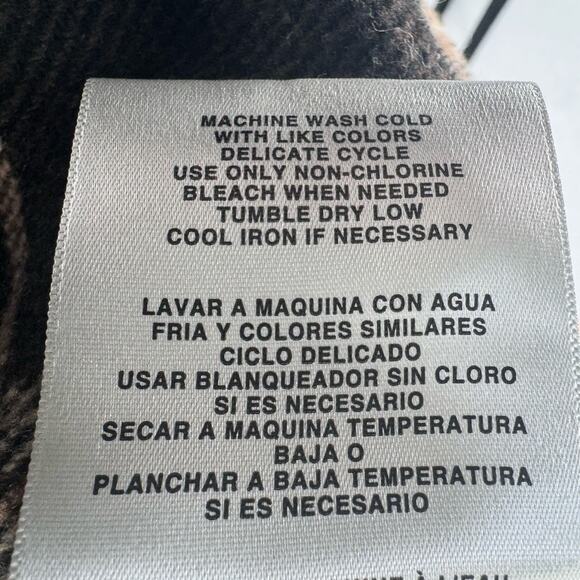 MACHINE WASH COLD
WITH LIKE COLORS
DELICATE CYCLE
USE ONLY NON-CHLORINE
BLEACH WHEN NEEDED
TUMBLE DRY LOW
COOL IRON IF NECESSARY
LAVAR A MAQUINA CON AGUA
FRIA Y COLORES SIMILARES
CICLO DELICADO
USAR BLANQUEADOR SIN CLORO
SI ES NECESARIO
SECAR A MAQUINA TEMPERATURA
BAJA O
PLANCHAR A BAJA TEMPERATURA
SI ES NECESARIO
À L'EAU